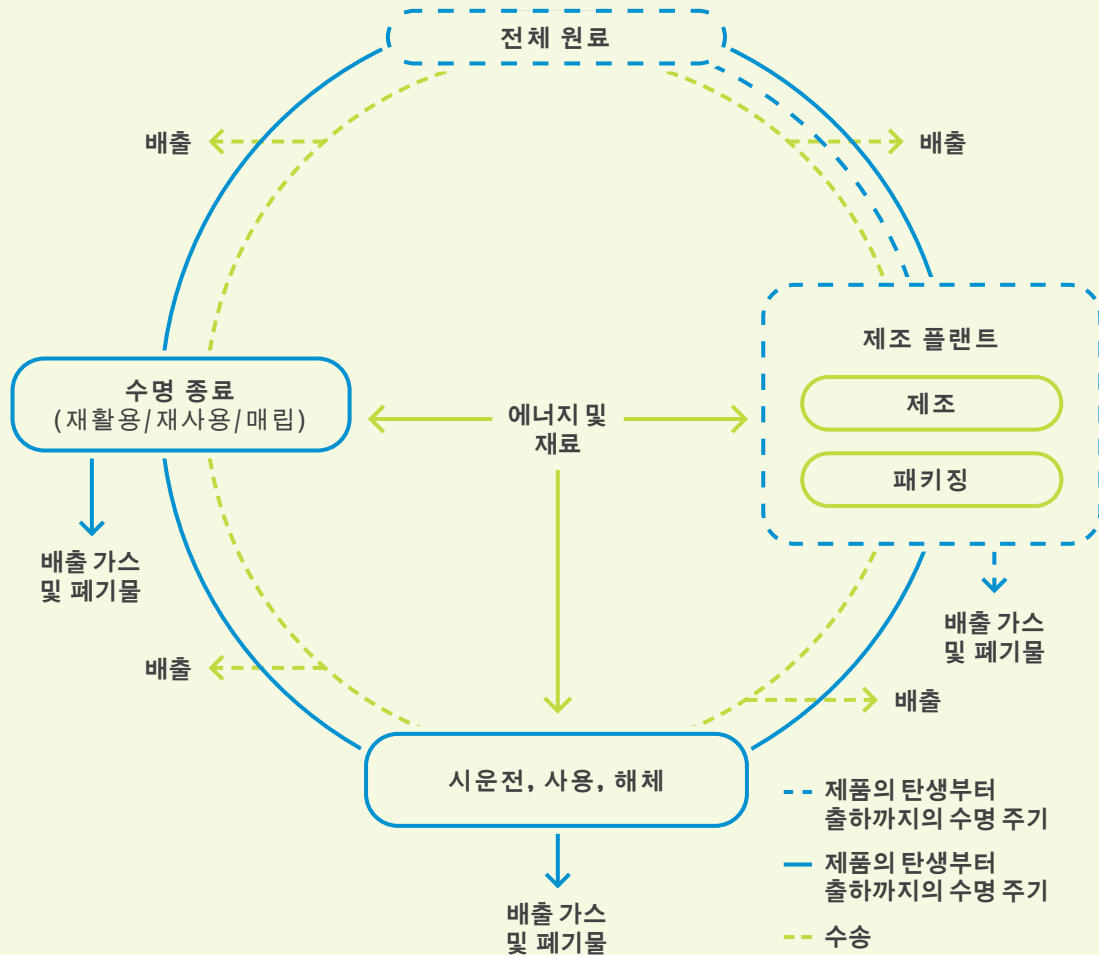 전체 원료
배출
배출
제조 플랜트
제조
패키징
수명 종료
(재활용/재사용/매립)
에너지 및
재료
배출 가스
및 폐기물
배출 가스
및 폐기물
배출
배출
시운전, 사용, 해체
배출 가스
및 폐기물
제품의 탄생부터
출하까지의 수명 주기
제품의 탄생부터
출하까지의 수명 주기
수송